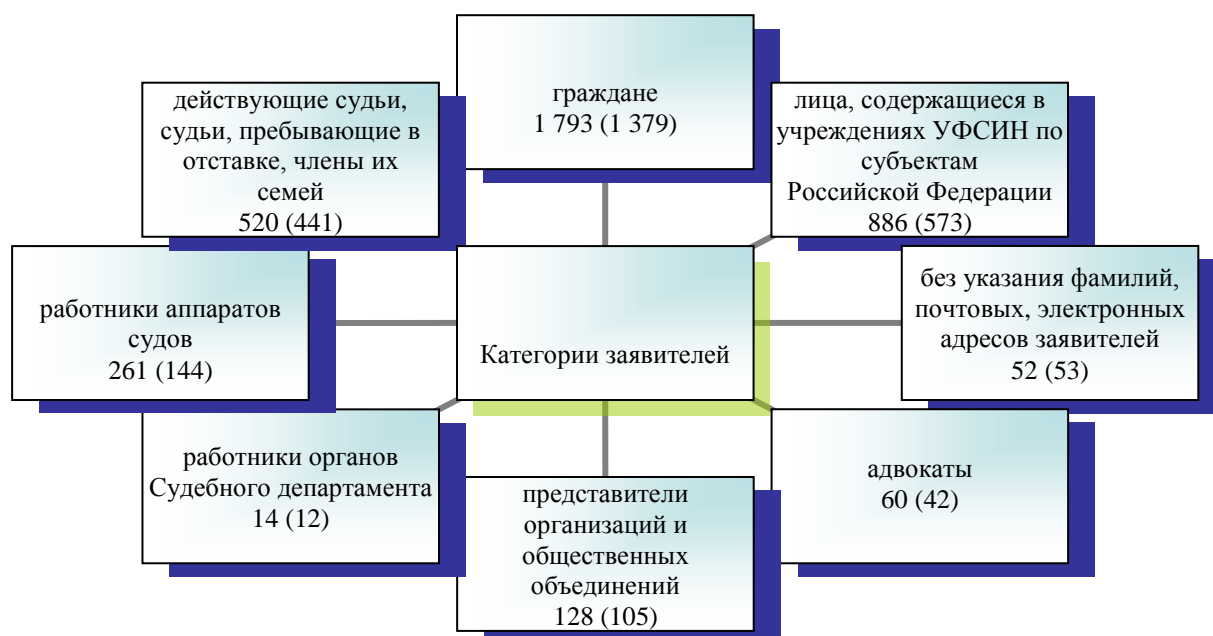 граждане
1 793 (1 379)
действующие судьи,
судьи, пребывающие в
отставке, члены их
семей
520 (441)
лица, содержащиеся в
учреждениях УФСИН по
субъектам
Российской Федерации
886 (573)
работники аппаратов
судов
261 (144)
Категории заявителей
без указания фамилий,
почтовых, электронных
адресов заявителей
52 (53)
работники органов
Судебного департамента
14 (12)
представители
организаций и
общественных
объединений
128 (105)
адвокаты
60 (42)